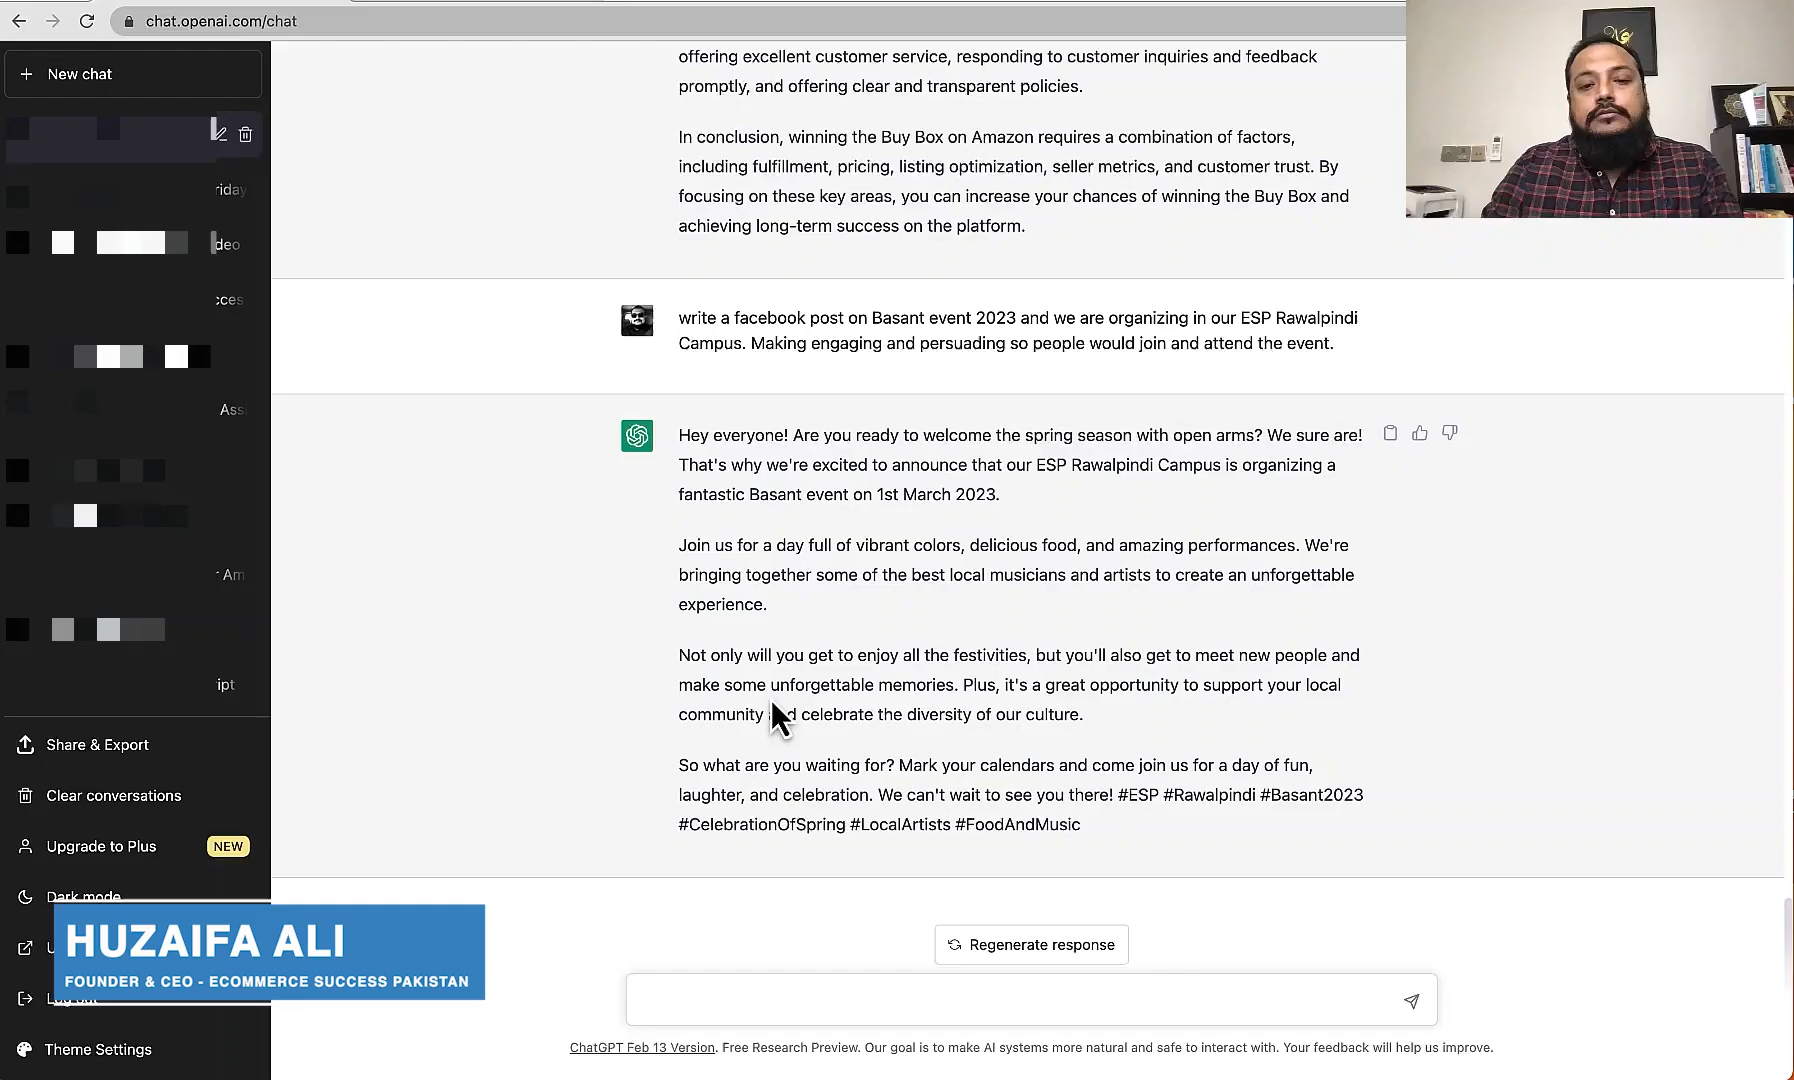 chat.openai.com/chat
New chat
riday
deo
cces
Ass
Am
ipt
Share & Export
Clear conversations
Upgrade to Plus
NEW
Dark mode
Log out
Theme Settings
HUZAIFA ALI
FOUNDER & CEO - ECOMMERCE SUCCESS PAKISTAN
offering excellent customer service, responding to customer inquiries and feedback
promptly, and offering clear and transparent policies.
In conclusion, winning the Buy Box on Amazon requires a combination of factors,
including fulfillment, pricing, listing optimization, seller metrics, and customer trust. By
focusing on these key areas, you can increase your chances of winning the Buy Box and
achieving long-term success on the platform.
write a facebook post on Basant event 2023 and we are organizing in our ESP Rawalpindi
Campus. Making engaging and persuading so people would join and attend the event.
Hey everyone! Are you ready to welcome the spring season with open arms? We sure are!
That's why we're excited to announce that our ESP Rawalpindi Campus is organizing a
fantastic Basant event on 1st March 2023.
Join us for a day full of vibrant colors, delicious food, and amazing performances. We're
bringing together some of the best local musicians and artists to create an unforgettable
experience.
Not only will you get to enjoy all the festivities, but you'll also get to meet new people and
make some unforgettable memories. Plus, it's a great opportunity to support your local
community and celebrate the diversity of our culture.
So what are you waiting for? Mark your calendars and come join us for a day of fun,
laughter, and celebration. We can't wait to see you there! #ESP #Rawalpindi #Basant2023
#CelebrationOfSpring #LocalArtists #FoodAndMusic
Regenerate response
ChatGPT Feb 13 Version. Free Research Preview. Our goal is to make AI systems more natural and safe to interact with. Your feedback will help us improve.